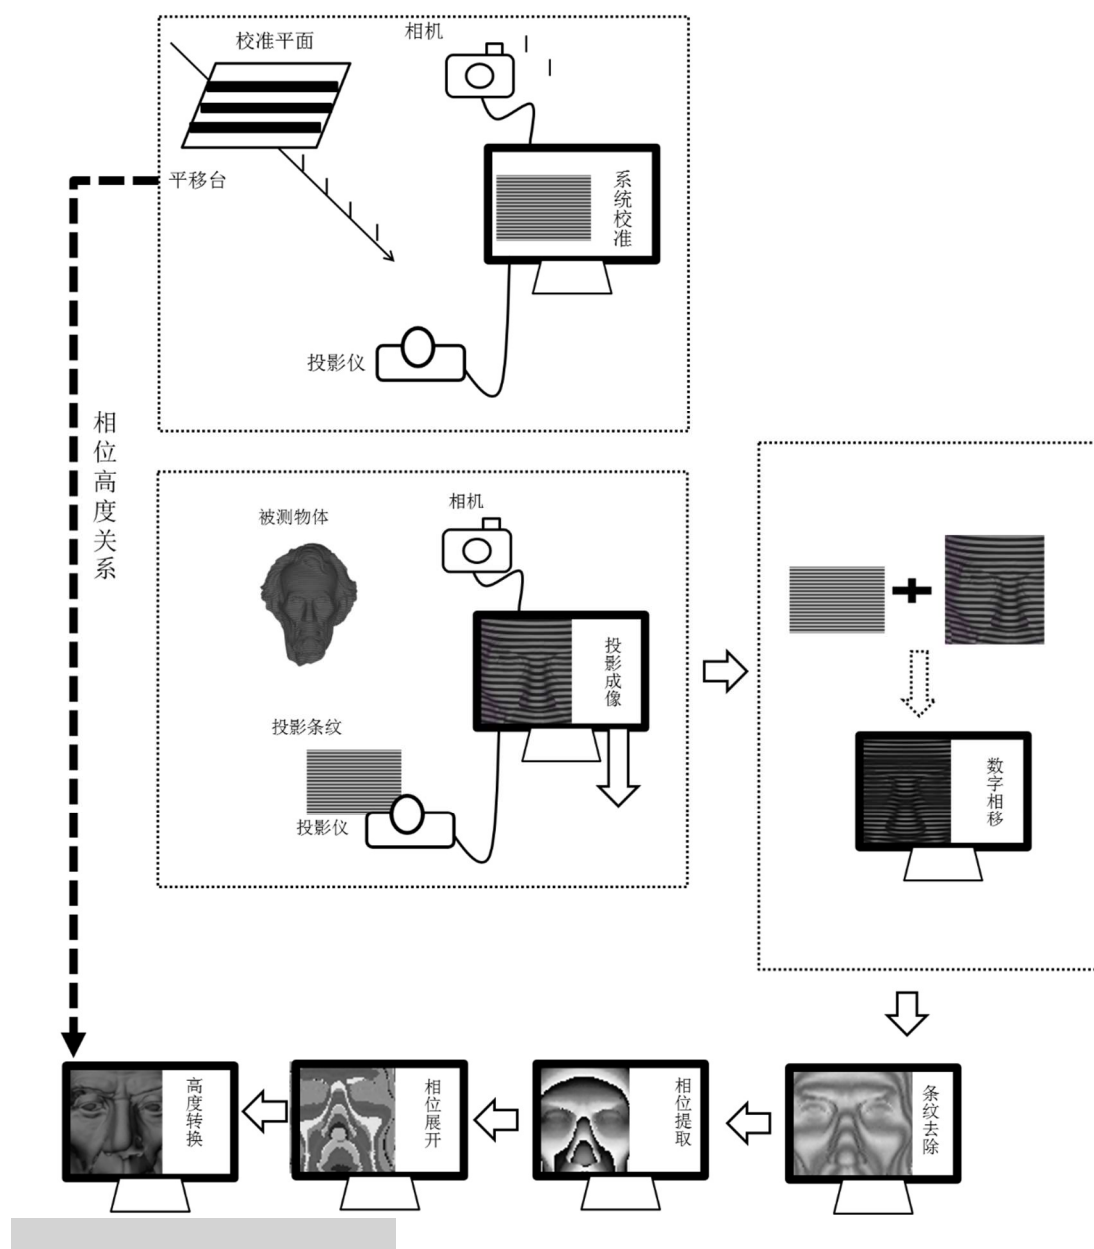 校准平面
相机
平移台
系统校准
投影仪
相位高度关系
被测物体
相机
投影成像
投影条纹
投影仪
数字相移
高度转换
相位展开
相位提取
条纹去除